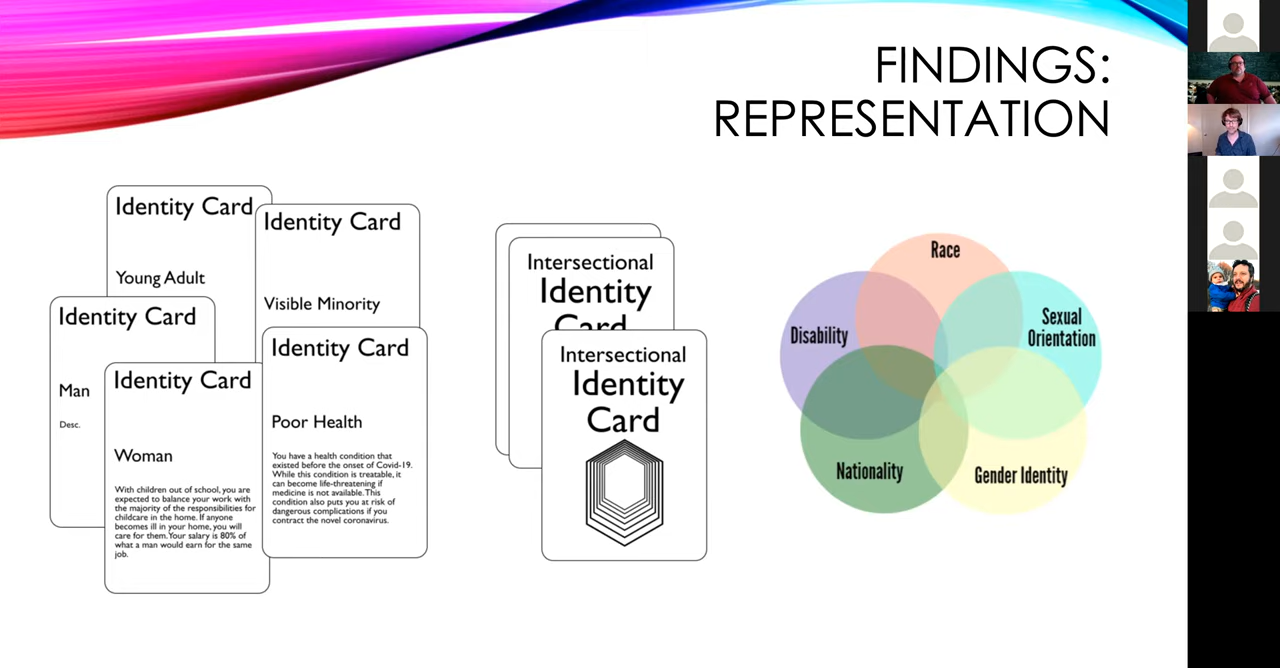 FINDINGS:
REPRESENTATION
Identity Card
Young Adult
Identity Card
Visible Minority
Identity Card
Man
Desc.
Identity Card
Woman
With children out of school, you are
expected to balance your work with
the majority of the responsibilities for
childcare in the home. If anyone
becomes ill in your home, you will
care for them. Your salary is 80% of
what a man would earn for the same
job.
Identity Card
Poor Health
You have a health condition that
existed before the onset of Covid-19.
While this condition is treatable, it
can become life-threatening if
medicine is not available. This
condition also puts you at risk of
dangerous complications if you
contract the novel coronavirus.
Intersectional
Identity
Card
Intersectional
Identity
Card
Race
Disability
Sexual
Orientation
Nationality
Gender Identity